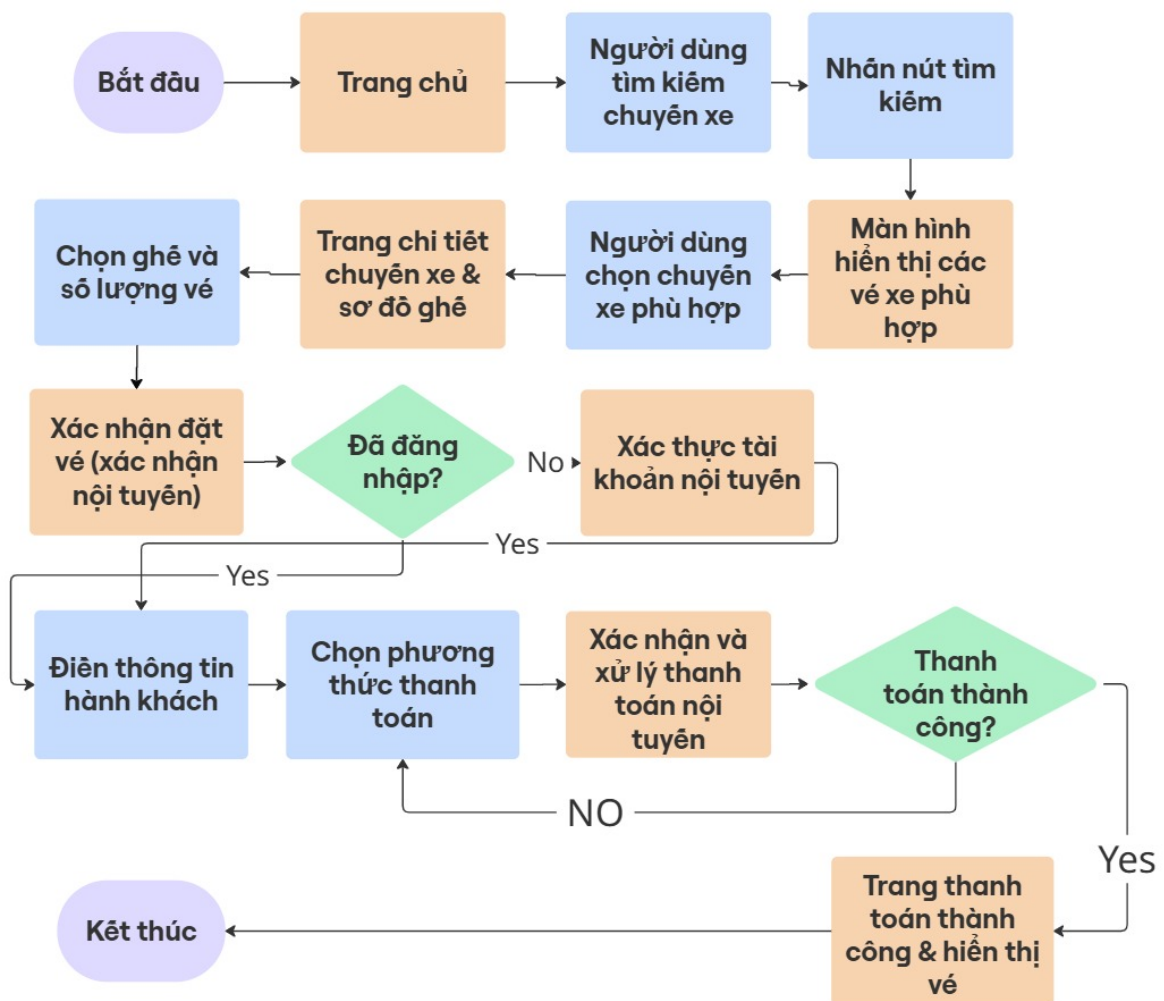 Bắt đầu
Trang chủ
Người dùng
tìm kiếm
chuyến xe
Nhấn nút tìm
kiếm
Màn hình
hiển thị các
vé xe phù
hợp
Người dùng
chọn chuyến
xe phù hợp
Trang chi tiết
chuyến xe &
sơ đồ ghế
Chọn ghế và
số lượng vé
Xác nhận đặt
vé (xác nhận
nội tuyến)
Đã đăng
nhập?
No
Xác thực tài
khoản nội tuyến
Yes
Yes
Điền thông tin
hành khách
Chọn phương
thức thanh
toán
Xác nhận và
xử lý thanh
toán nội
tuyến
Thanh
toán thành
công?
NO
Yes
Trang thanh
toán thành
công & hiển thị
vé
Kết thúc